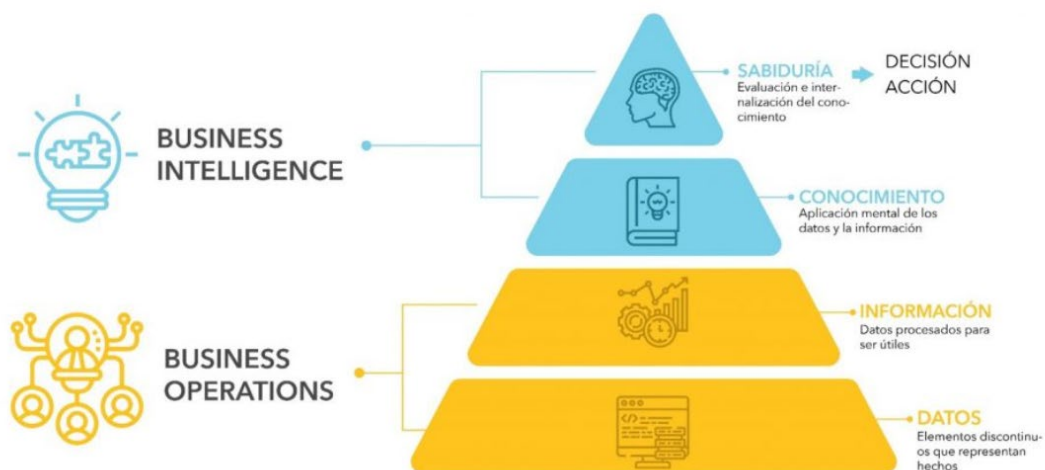 SABIDURÍA
Evaluación e inter-
nalización del cono-
cimiento
DECISIÓN
ACCIÓN
BUSINESS
INTELLIGENCE
CONOCIMIENTO
Aplicación mental de los
datos y la información
INFORMACIÓN
Datos procesados para
ser útiles
BUSINESS
OPERATIONS
DATOS
Elementos discontinu-
os que representan
hechos